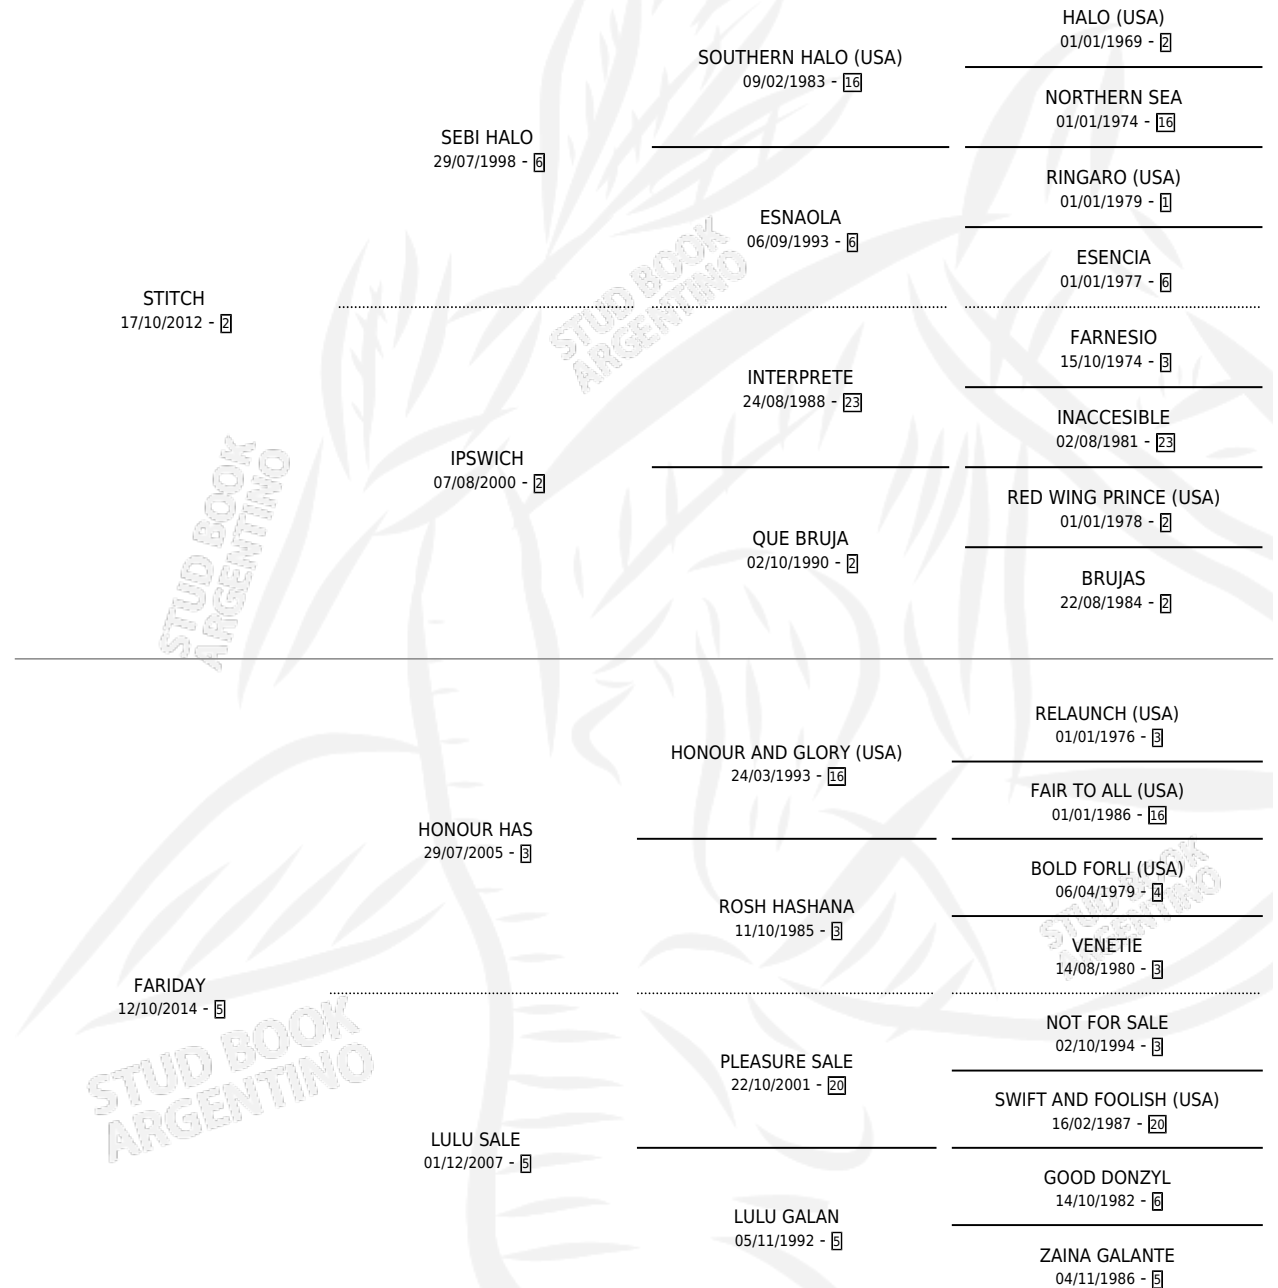 HALO (USA)
01/01/1969 - 2
SOUTHERN HALO (USA)
09/02/1983 - 16
NORTHERN SEA
01/01/1974 - 16
SEBI HALO
29/07/1998 - 6
RINGARO (USA)
01/01/1979 - 1
ESNAOLA
06/09/1993 - 6
ESENCIA
01/01/1977 - 6
STITCH
17/10/2012 - 2
FARNESIO
15/10/1974 - 3
INTERPRETE
24/08/1988 - 23
INACCESIBLE
02/08/1981 - 23
IPSWICH
07/08/2000 - 2
RED WING PRINCE (USA)
01/01/1978 - 2
QUE BRUJA
02/10/1990 - 2
BRUJAS
22/08/1984 - 2
STUD BOOK
ARGENTINO
STUD BOOK
ARGENTINO
RELAUNCH (USA)
01/01/1976 - 3
HONOUR AND GLORY (USA)
24/03/1993 - 16
FAIR TO ALL (USA)
01/01/1986 - 16
HONOUR HAS
29/07/2005 - 3
BOLD FORLI (USA)
06/04/1979 - 4
ROSH HASHANA
11/10/1985 - 3
VENETIE
14/08/1980 - 3
FARIDAY
12/10/2014 - 5
NOT FOR SALE
02/10/1994 - 3
PLEASURE SALE
22/10/2001 - 20
SWIFT AND FOOLISH (USA)
16/02/1987 - 20
LULU SALE
01/12/2007 - 5
GOOD DONZYL
14/10/1982 - 6
LULU GALAN
05/11/1992 - 5
ZAINA GALANTE
04/11/1986 - 5
STUD BOOK
ARGENTINO
STUD BOOK
ARGENTINO